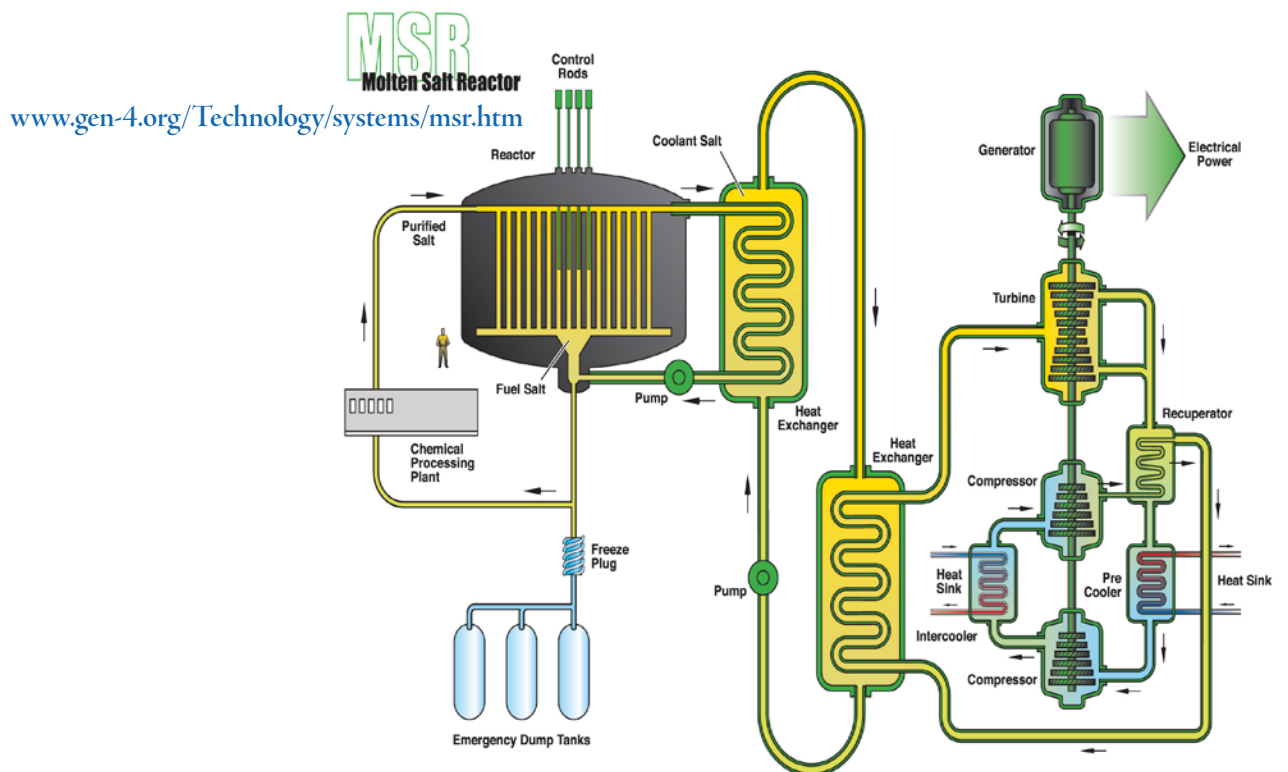 MSR
Molten Salt Reactor
www.gen-4.org/Technology/systems/msr.htm
Control
Rods
Reactor
Purified
Salt
Coolant Salt
Generator
Electrical
Power
Turbine
Fuel Salt
Pump
Heat
Exchanger
Chemical
Processing
Plant
Heat
Exchanger
Recuperator
Compressor
Freeze
Plug
Pump
Heat
Sink
Pre
Cooler
Heat Sink
Intercooler
Compressor
Emergency Dump Tanks